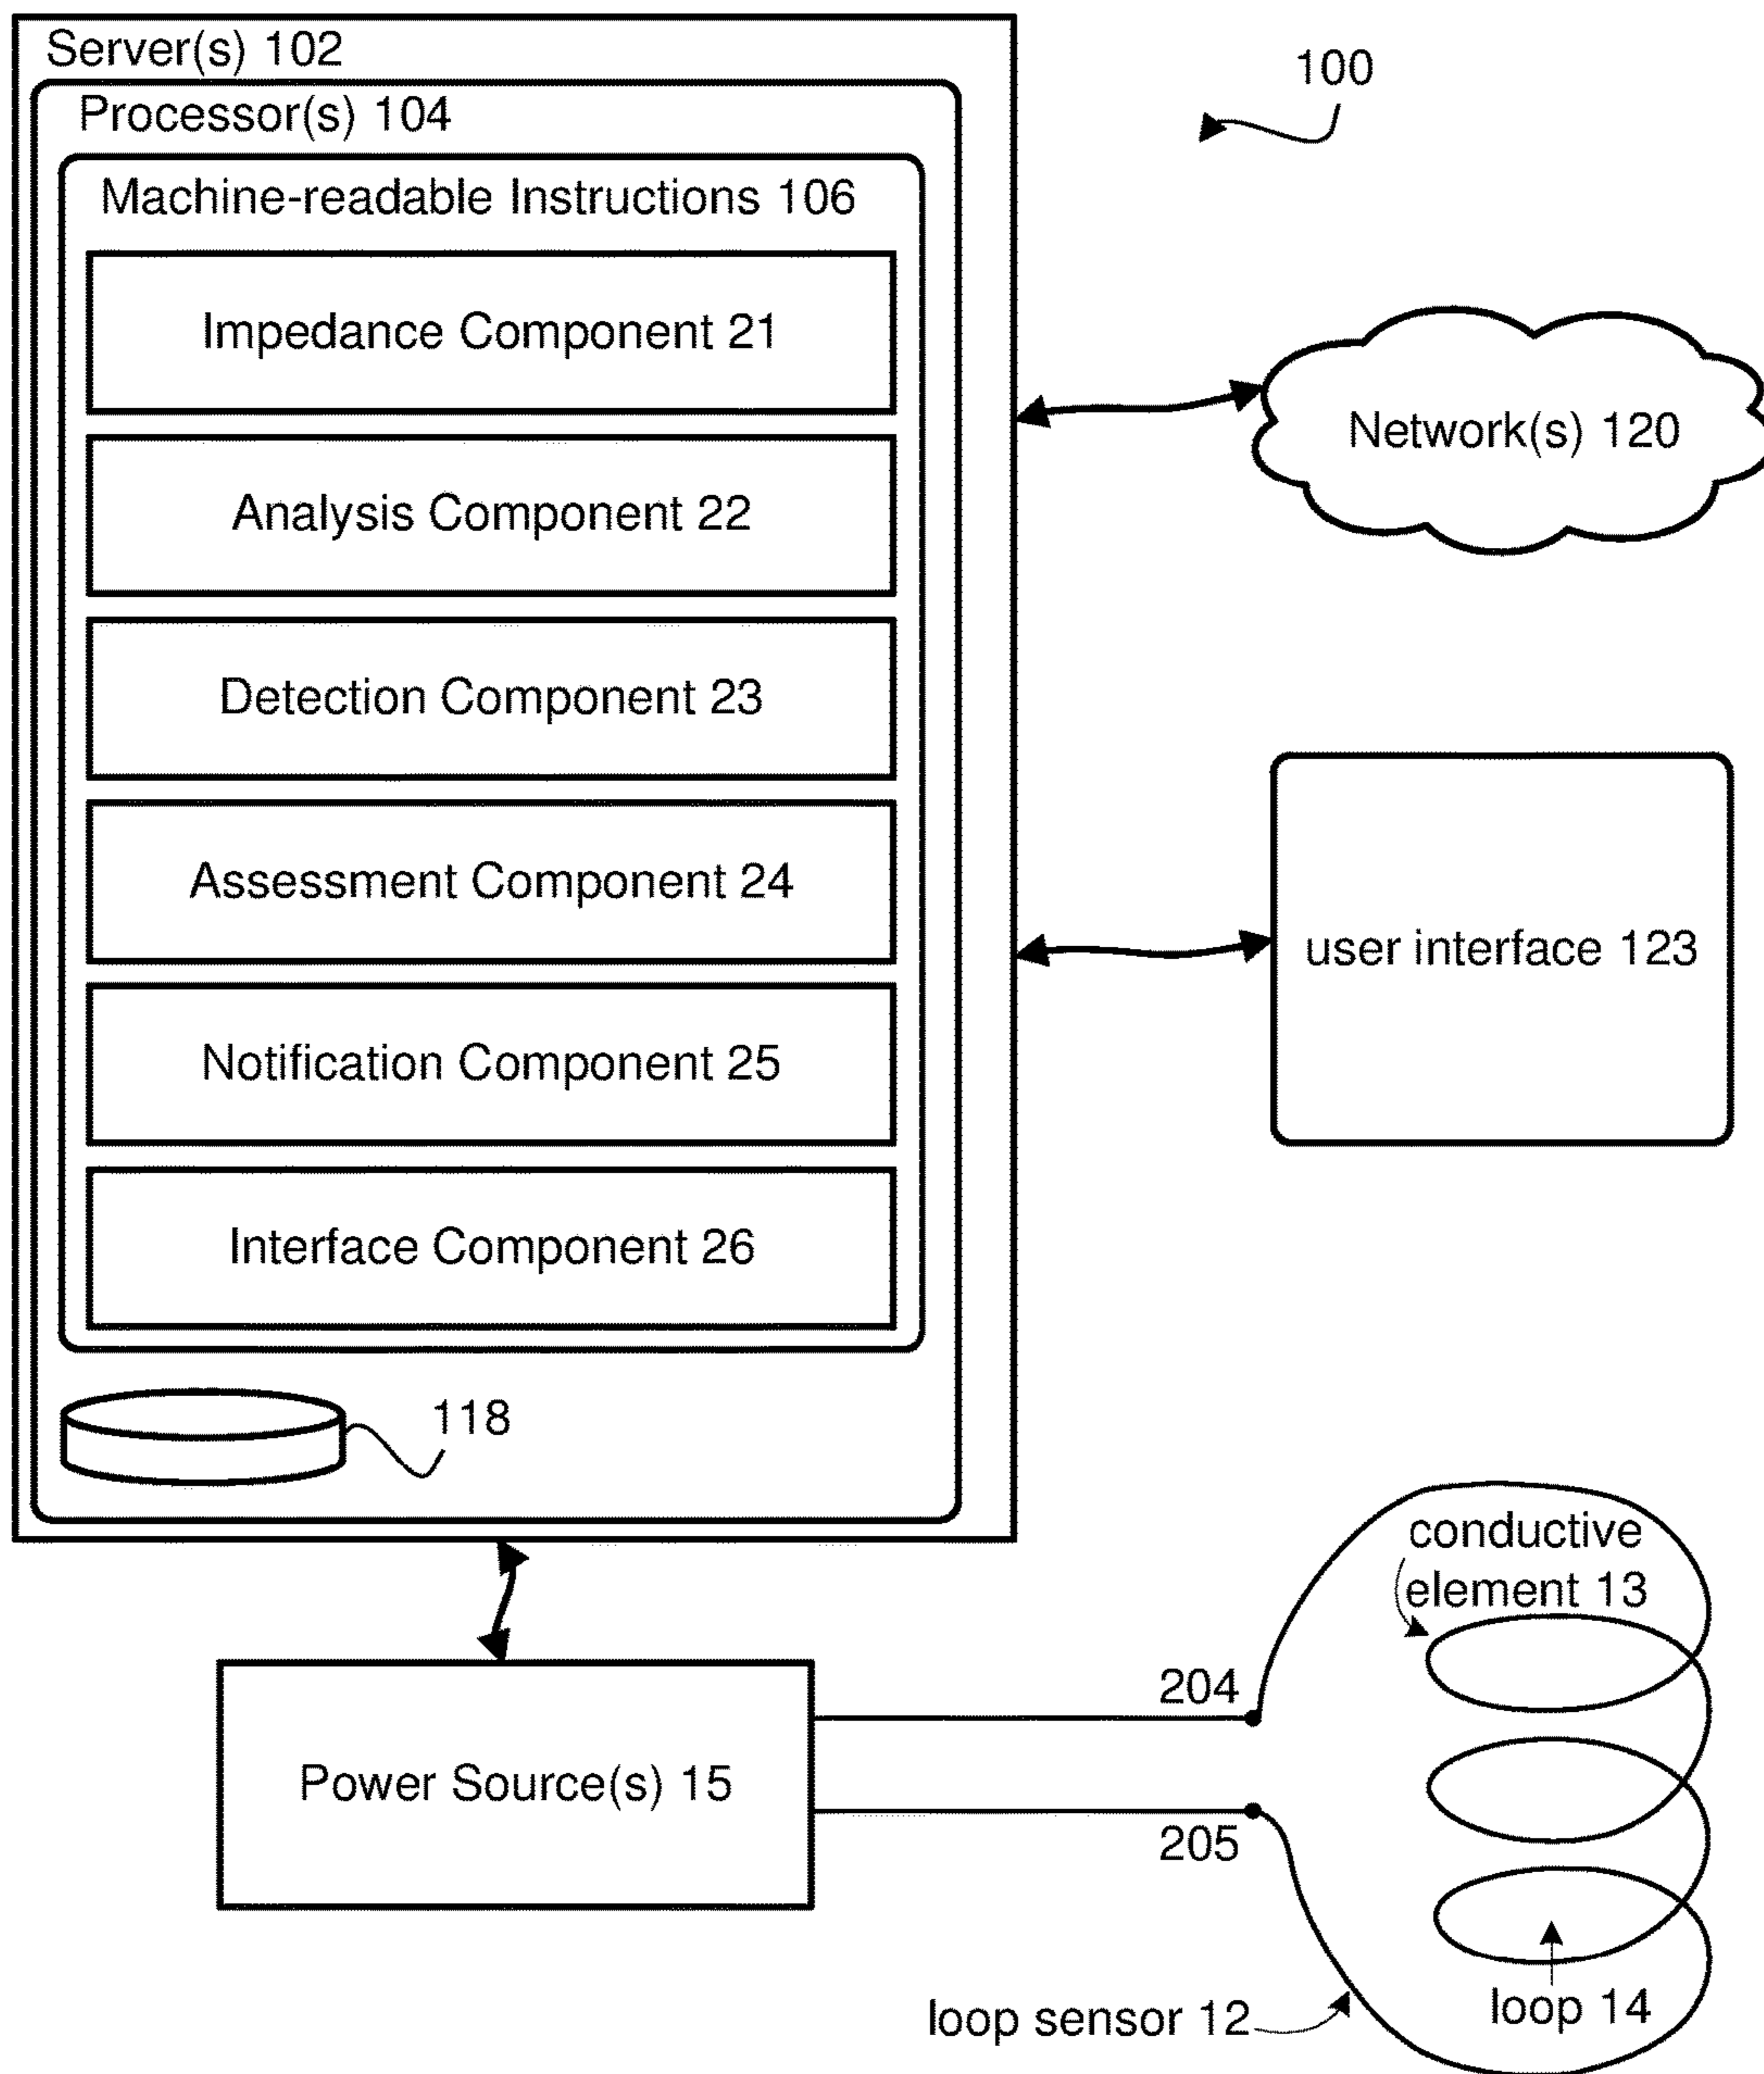 Server(s) 102
100
Processor(s) 104
Machine-readable Instructions 106
Impedance Component 21
Network(s) 120
Analysis Component 22
Detection Component 23
Assessment Component 24
user interface 123
Notification Component 25
Interface Component 26
118
conductive
element 13
204
Power Source(s) 15
205
loop sensor 12
loop 14